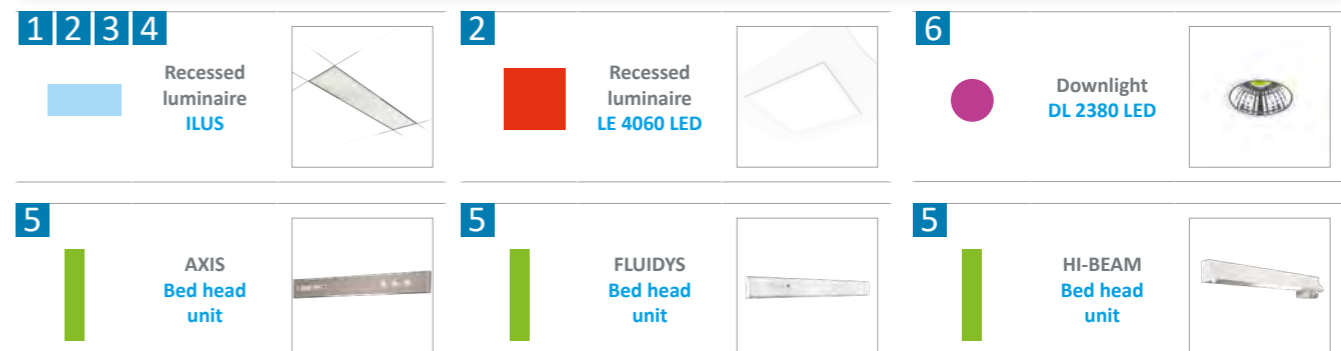 1 2 3 4
Recessed
luminaire
ILUS
2
Recessed
luminaire
LE 4060 LED
6
Downlight
DL 2380 LED
5
AXIS
Bed head
unit
5
FLUIDYS
Bed head
unit
5
HI-BEAM
Bed head
unit